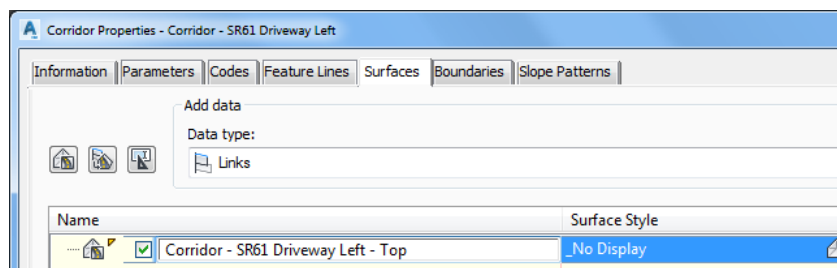 Corridor Properties - Corridor - SR61 Driveway Left
Information Parameters Codes Feature Lines Surfaces Boundaries Slope Patterns
Add data
Data type:
Links
Name Surface Style
Corridor - SR61 Driveway Left - Top _No Display